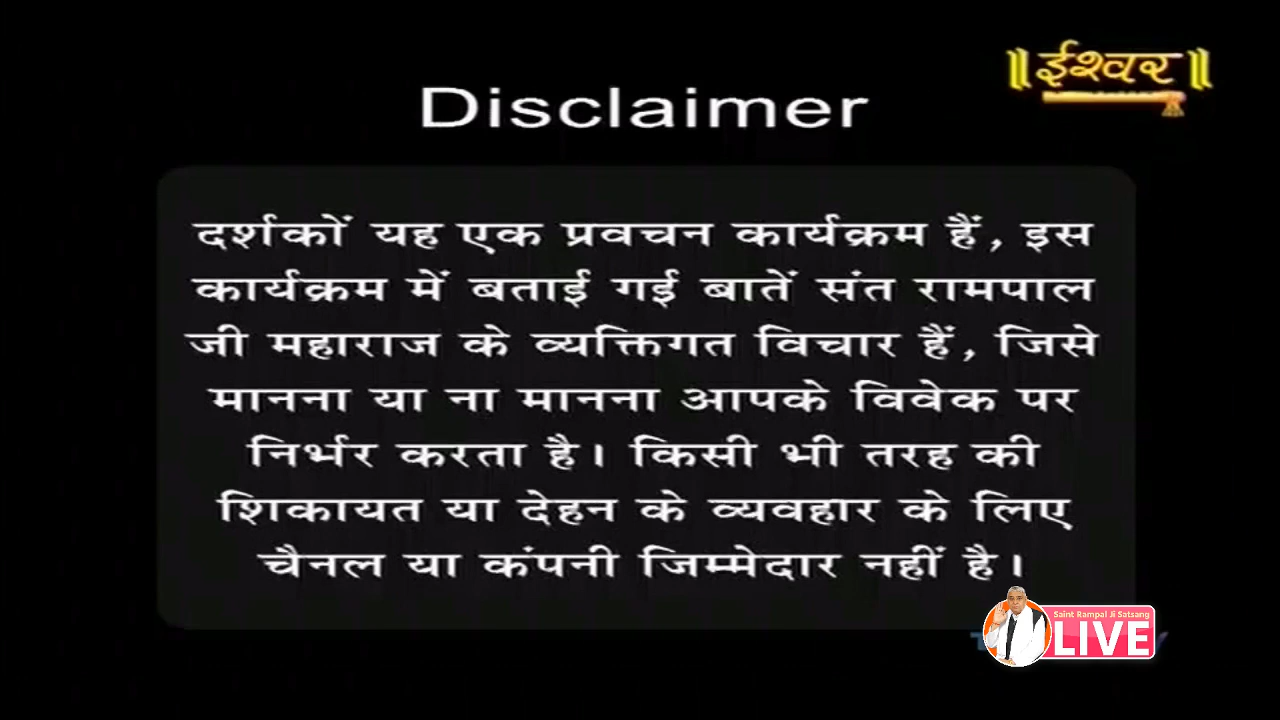 ॥ईश्वर॥
Disclaimer
दर्शकों यह एक प्रवचन कार्यक्रम हैं, इस
कार्यक्रम में बताई गई बातें संत रामपाल
जी महाराज के व्यक्तिगत विचार हैं, जिसे
मानना या ना मानना आपके विवेक पर
निर्भर करता है। किसी भी तरह की
शिकायत या देहन के व्यवहार के लिए
चैनल या कंपनी जिम्मेदार नहीं है।
Saint Rampal Ji Satsang
LIVE